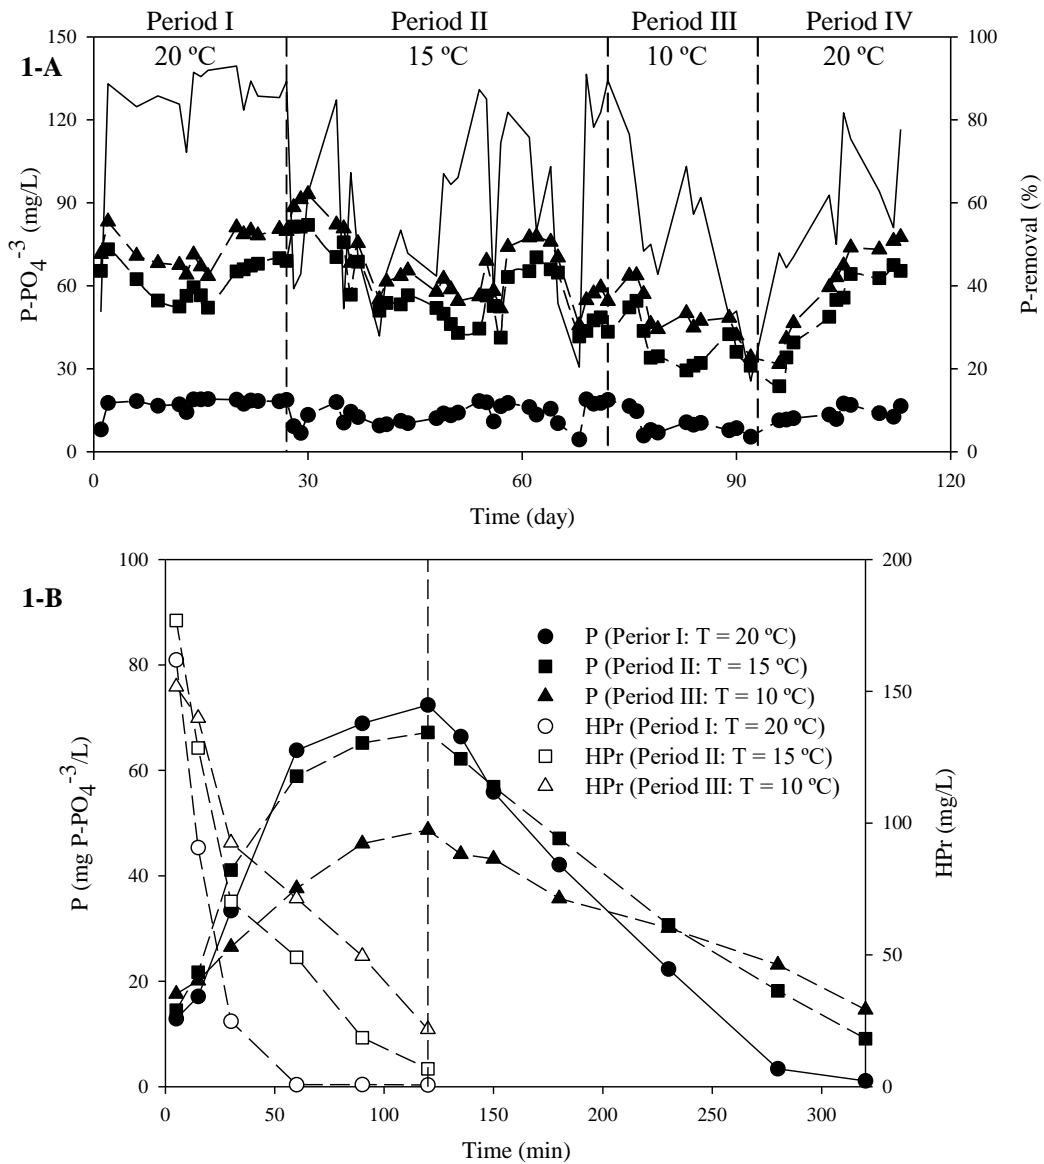 Period I Period II Period III Period IV
1-A 20 ºC 15 ºC 10 ºC 20 ºC
150
120
90
60
30
0
P-PO4-3 (mg/L)
100
80
60
40
20
0
P-removal (%)
0 30 60 90 120
Time (day)
1-B
100
80
60
40
20
0
P (mg P-PO4-3/L)
P (Perior I: T = 20 ºC)
P (Period II: T = 15 ºC)
P (Period III: T = 10 ºC)
HPr (Period I: T = 20 ºC)
HPr (Period II: T = 15 ºC)
HPr (Period III: T = 10 ºC)
200
150
100
50
0
HPr (mg/L)
0 50 100 150 200 250 300
Time (min)